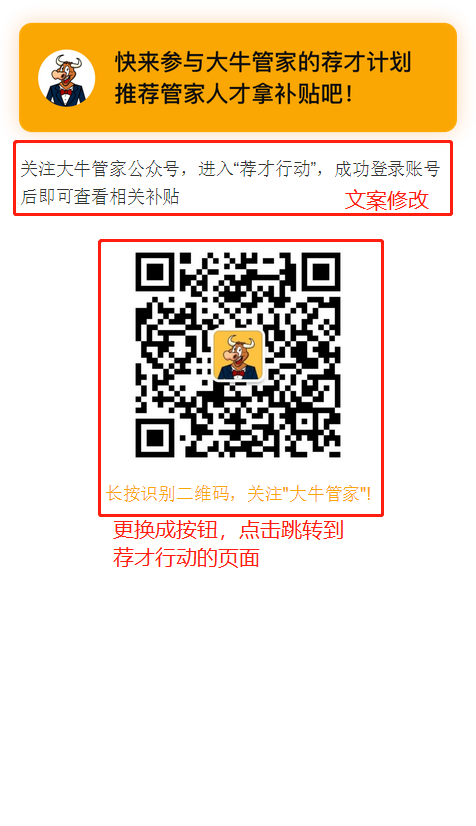 快来参与大牛管家的荐才计划
推荐管家人才拿补贴吧！
关注大牛管家公众号，进入“荐才行动”，成功登录账号
后即可查看相关补贴
文案修改
长按识别二维码，关注"大牛管家"!
更换成按钮，点击跳转到
荐才行动的页面